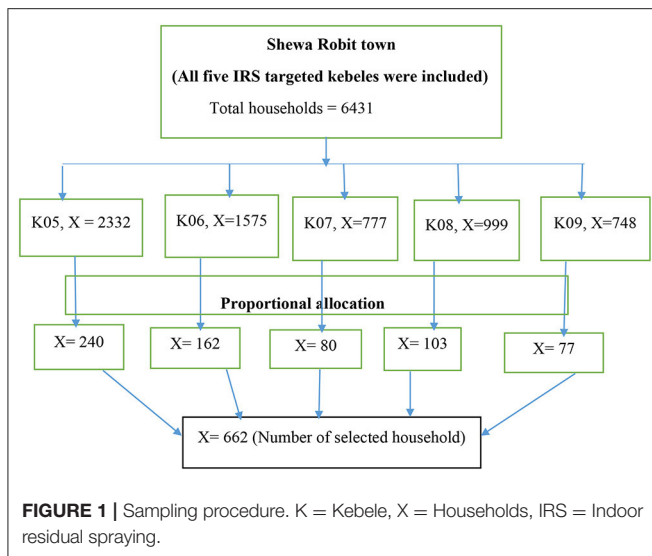 Shewa Robit town
(All five IRS targeted kebeles were included)
Total households = 6431
K05, X = 2332
K06, X=1575
K07, X=777
K08, X=999
K09, X=748
Proportional allocation
X= 240
X= 162
X= 80
X= 103
X= 77
X= 662 (Number of selected household)
FIGURE 1 | Sampling procedure. K = Kebele, X = Households, IRS = Indoor
residual spraying.